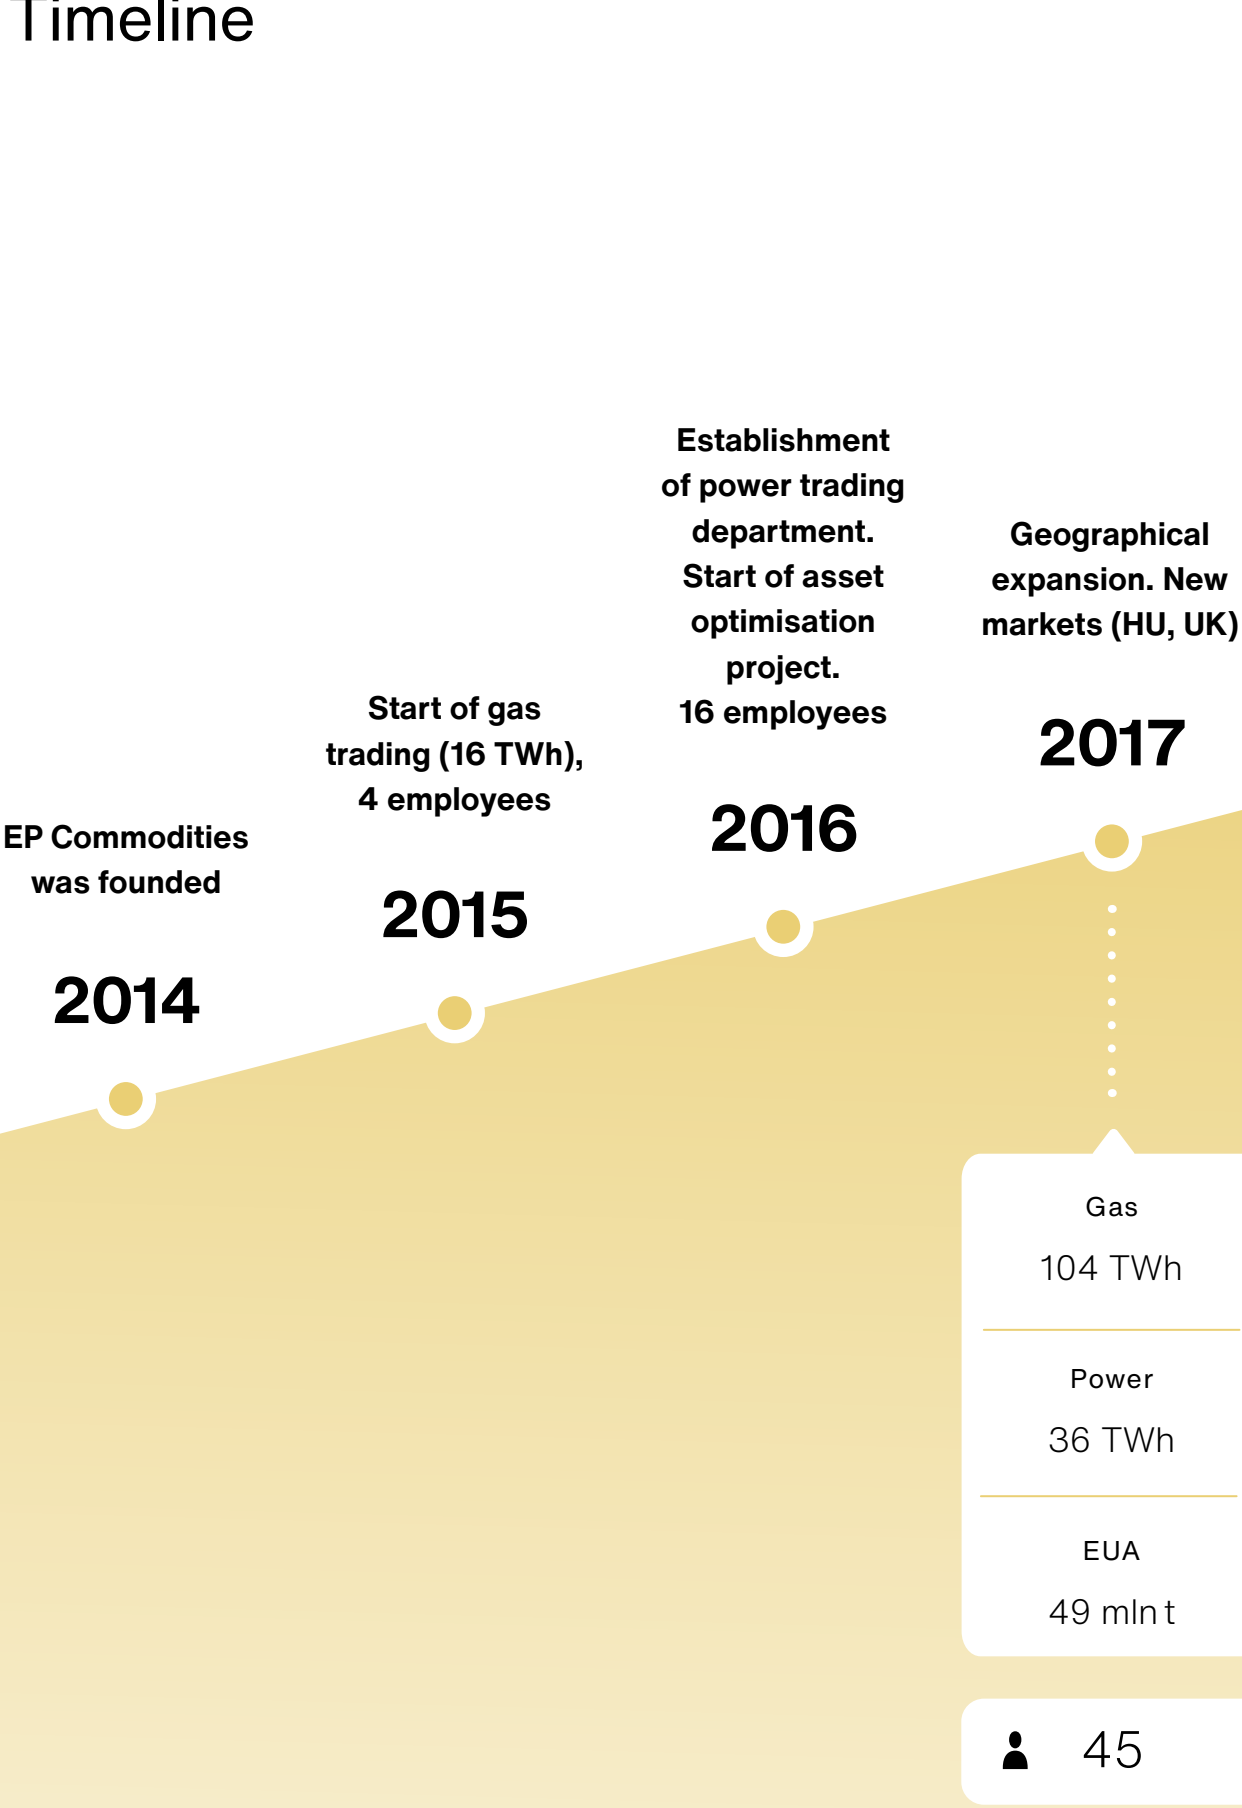 Timeline
EP Commodities
was founded
2014
Start of gas
trading (16 TWh),
4 employees
2015
Establishment
of power trading
department.
Start of asset
optimisation
project.
16 employees
2016
Geographical
expansion. New
markets (HU, UK)
2017
Gas
104 TWh
Power
36 TWh
EUA
49 mln t
45